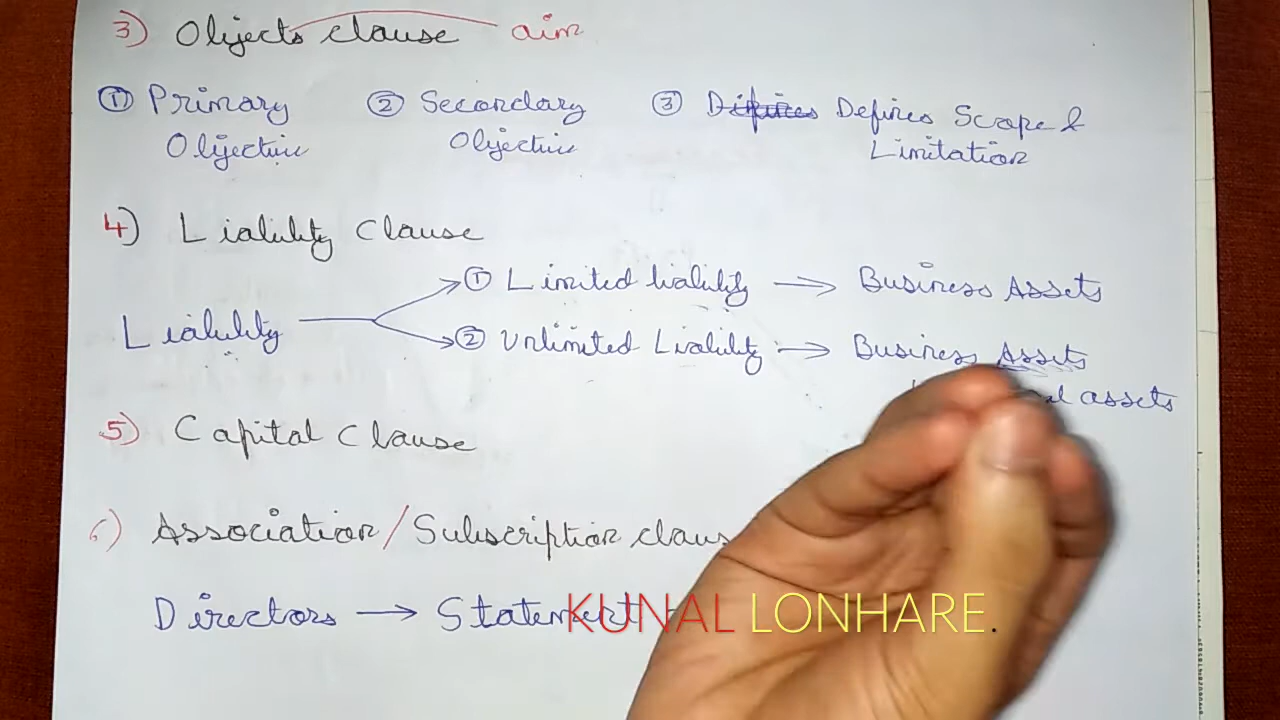 3) Objects clause aim
① Primary ② Secondary ③ Defines Scope &
Objective Objective Limitation
4) Liability Clause
① Limited liability → Business Assets
Liability
② Unlimited Liability → Business Assets
assets
5) Capital Clause
6) Association/Subscription
Directors → Statement
KUNAL LONHARE.